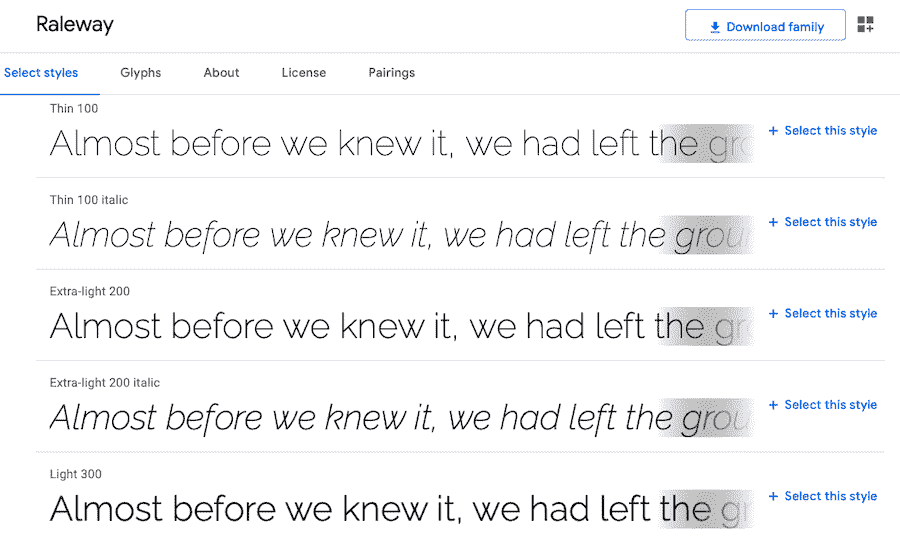 Raleway
Download family
Select styles Glyphs About License Pairings
Thin 100
Almost before we knew it, we had left the gro
+ Select this style
Thin 100 italic
Almost before we knew it, we had left the grou
+ Select this style
Extra-light 200
Almost before we knew it, we had left the gr
+ Select this style
Extra-light 200 italic
Almost before we knew it, we had left the grou
+ Select this style
Light 300
Almost before we knew it, we had left the gr
+ Select this style